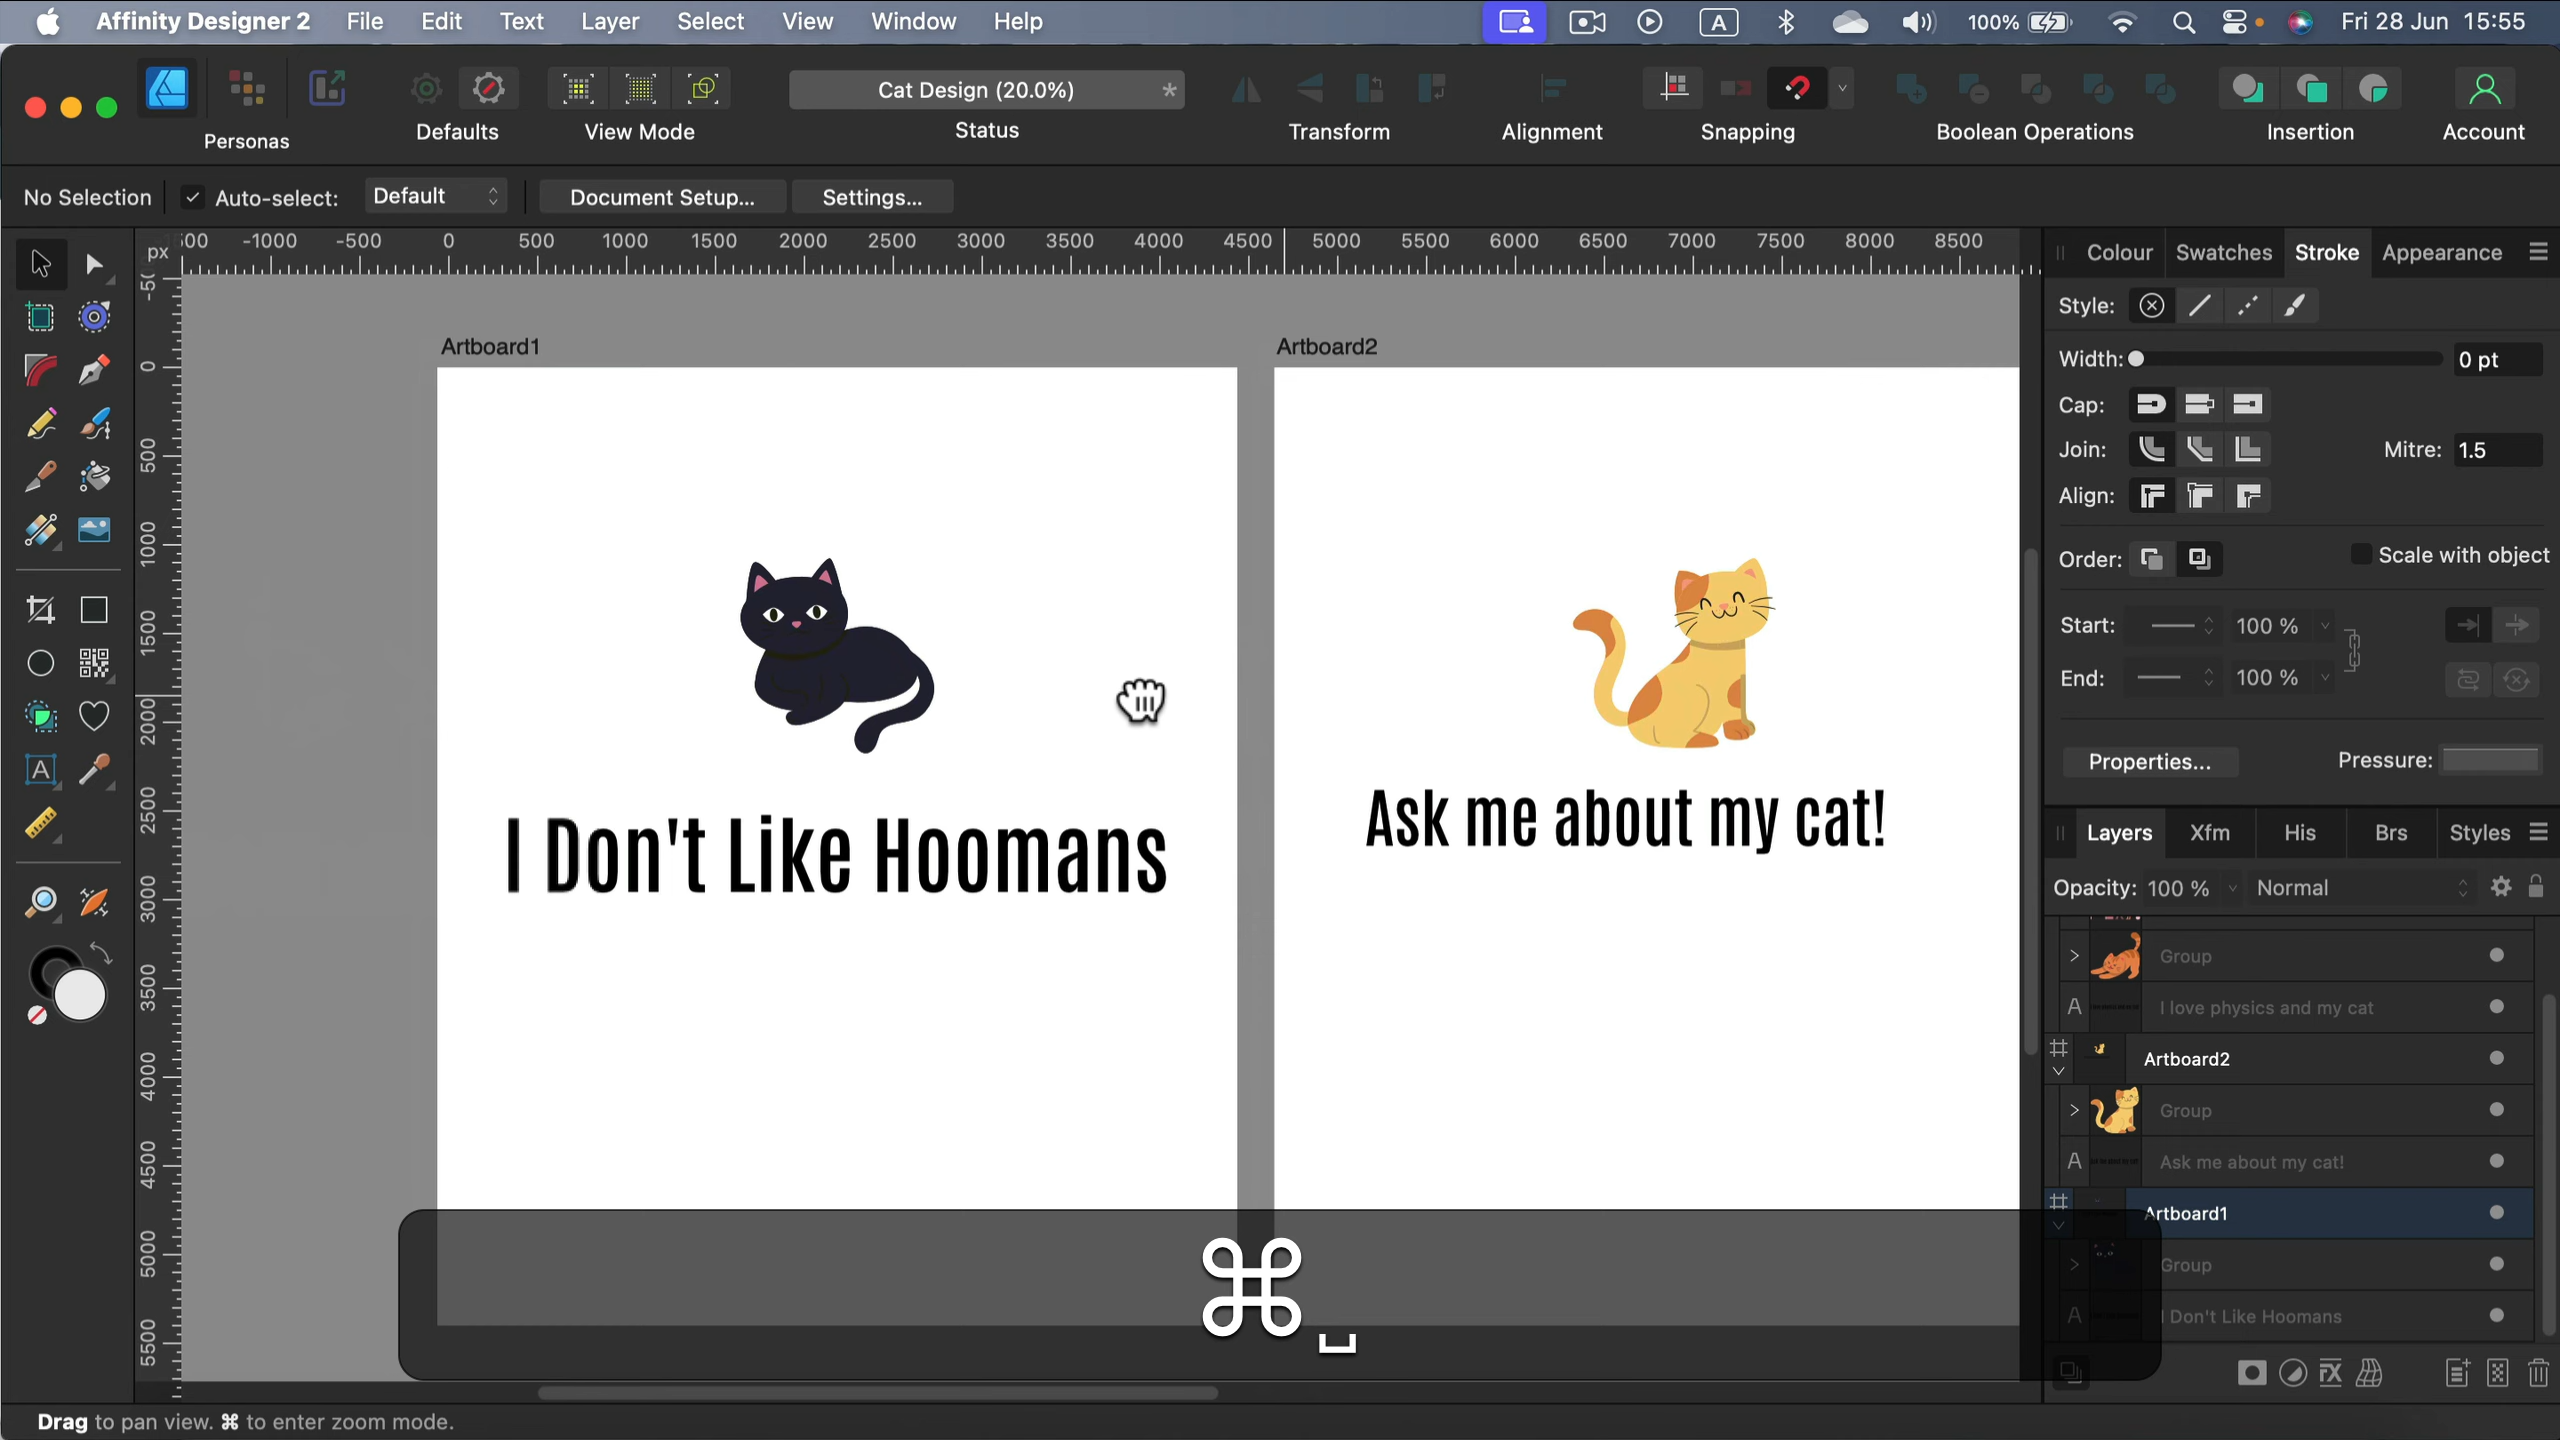 Affinity Designer 2 File Edit Text Layer Select View Window Help A 100% Fri 28 Jun 15:55
Personas Defaults View Mode Cat Design (20.0%) * Status Transform Alignment Snapping Boolean Operations Insertion Account
No Selection Auto-select: Default Document Setup... Settings...
px 500 -1000 -500 0 500 1000 1500 2000 2500 3000 3500 4000 4500 5000 5500 6000 6500 7000 7500 8000 8500
0 500 1000 1500 2000 2500 3000 3500 4000 4500 5000 5500
Artboard1
Artboard2
I Don't Like Hoomans
Ask me about my cat!
Colour Swatches Stroke Appearance
Style:
Width: 0 pt
Cap:
Join: Mitre: 1.5
Align:
Order: Scale with object
Start: 100 %
End: 100 %
Properties... Pressure:
Layers Xfm His Brs Styles
Opacity: 100 % Normal
Group
A I love physics and my cat
Artboard2
Group
A Ask me about my cat!
Artboard1
Group
A I Don't Like Hoomans
⌘ ␣
Drag to pan view. ⌘ to enter zoom mode.